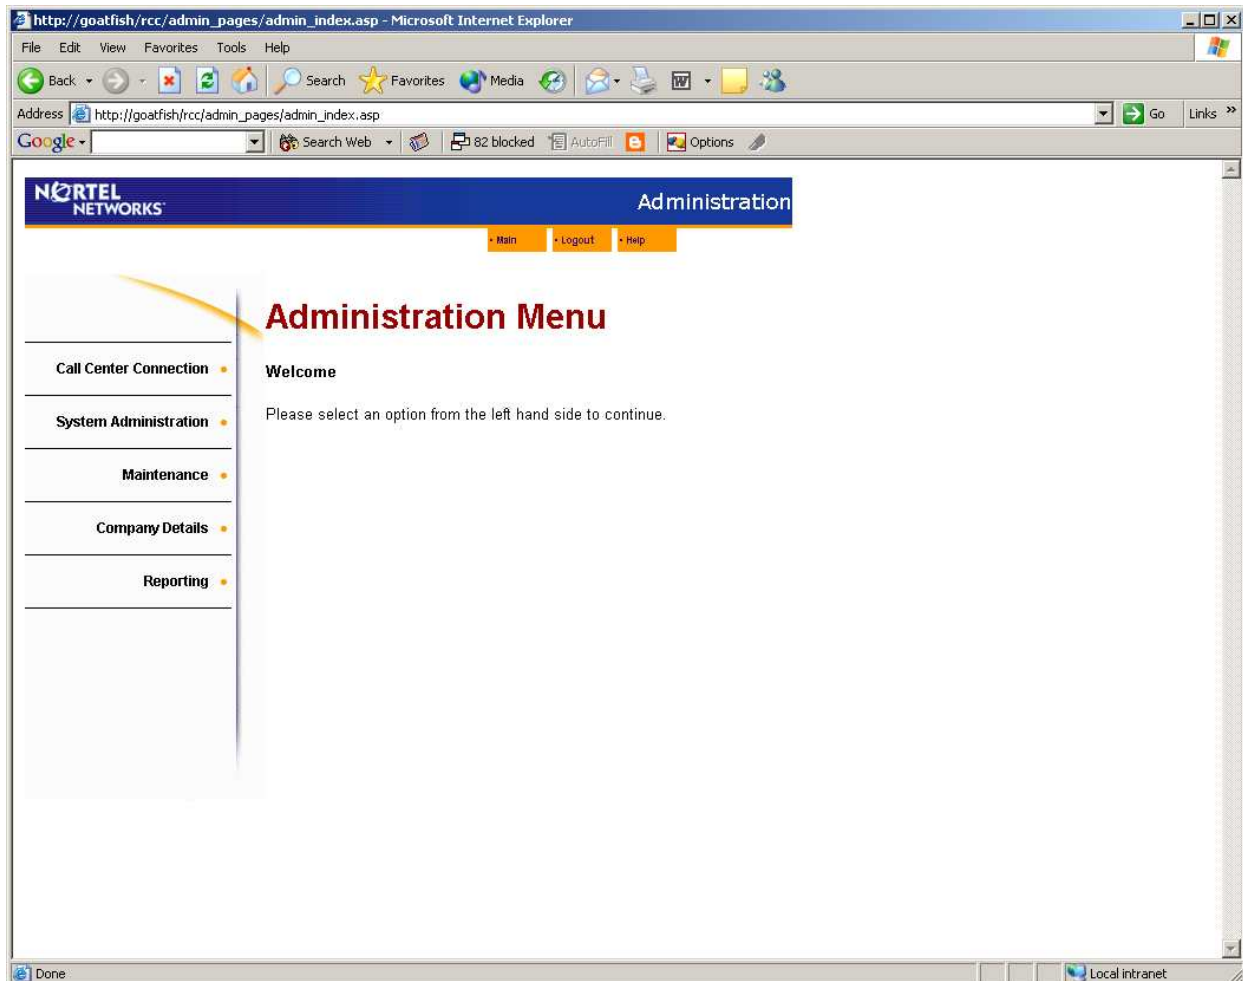 http://goatfish/rcc/admin_pages/admin_index.asp - Microsoft Internet Explorer
File Edit View Favorites Tools Help
Back Search Favorites Media
Address http://goatfish/rcc/admin_pages/admin_index.asp Go Links »
Google Search Web 82 blocked AutoFill Options
NORTEL
NETWORKS
Administration
• Main • Logout • Help
Administration Menu
Call Center Connection
Welcome
System Administration
Please select an option from the left hand side to continue.
Maintenance
Company Details
Reporting
Done Local intranet